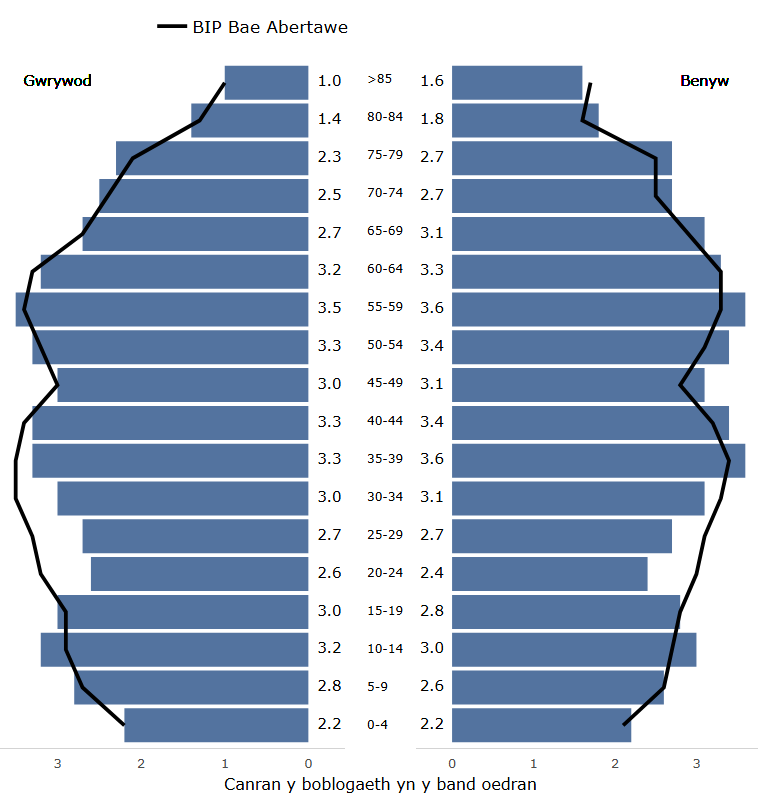 BIP Bae Abertawe
Gwrywod Benyw
1.0 >85 1.6
1.4 80-84 1.8
2.3 75-79 2.7
2.5 70-74 2.7
2.7 65-69 3.1
3.2 60-64 3.3
3.5 55-59 3.6
3.3 50-54 3.4
3.0 45-49 3.1
3.3 40-44 3.4
3.3 35-39 3.6
3.0 30-34 3.1
2.7 25-29 2.7
2.6 20-24 2.4
3.0 15-19 2.8
3.2 10-14 3.0
2.8 5-9 2.6
2.2 0-4 2.2
3 2 1 0 0 1 2 3
Canran y boblogaeth yn y band oedran